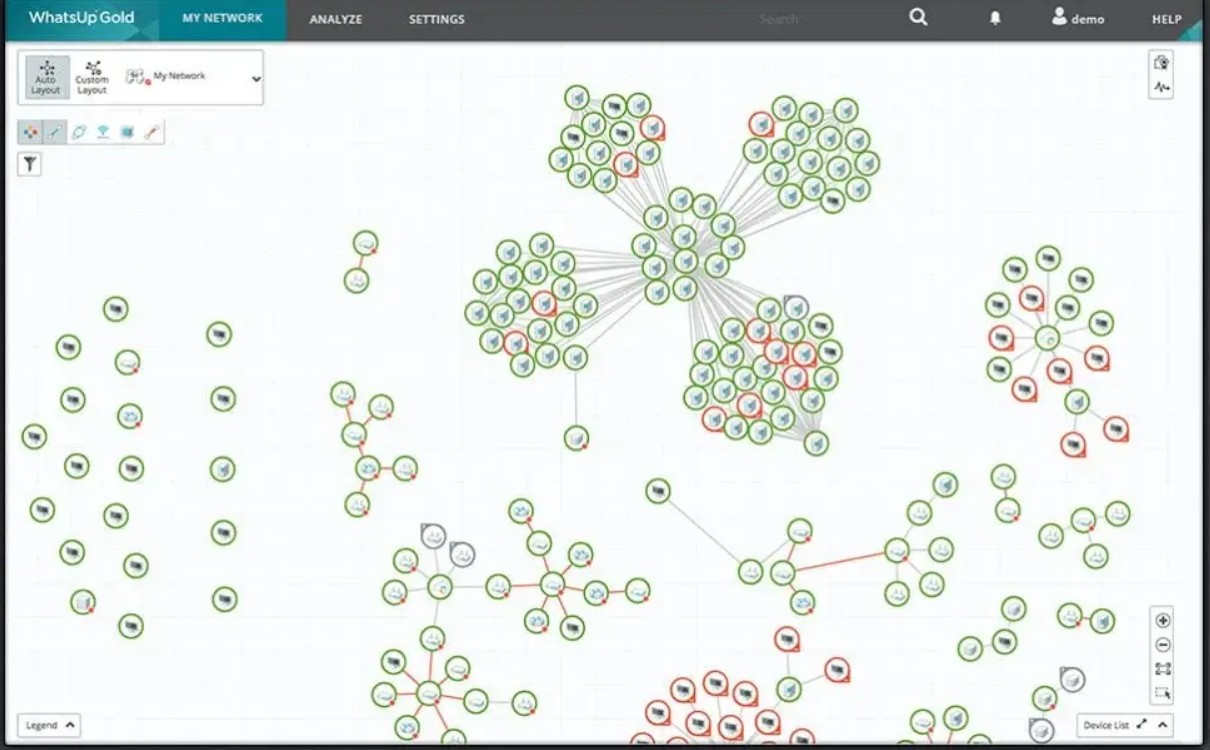 WhatsUp Gold MY NETWORK ANALYZE SETTINGS Search demo HELP
Auto Layout
Custom Layout
My Network
Legend
Device List